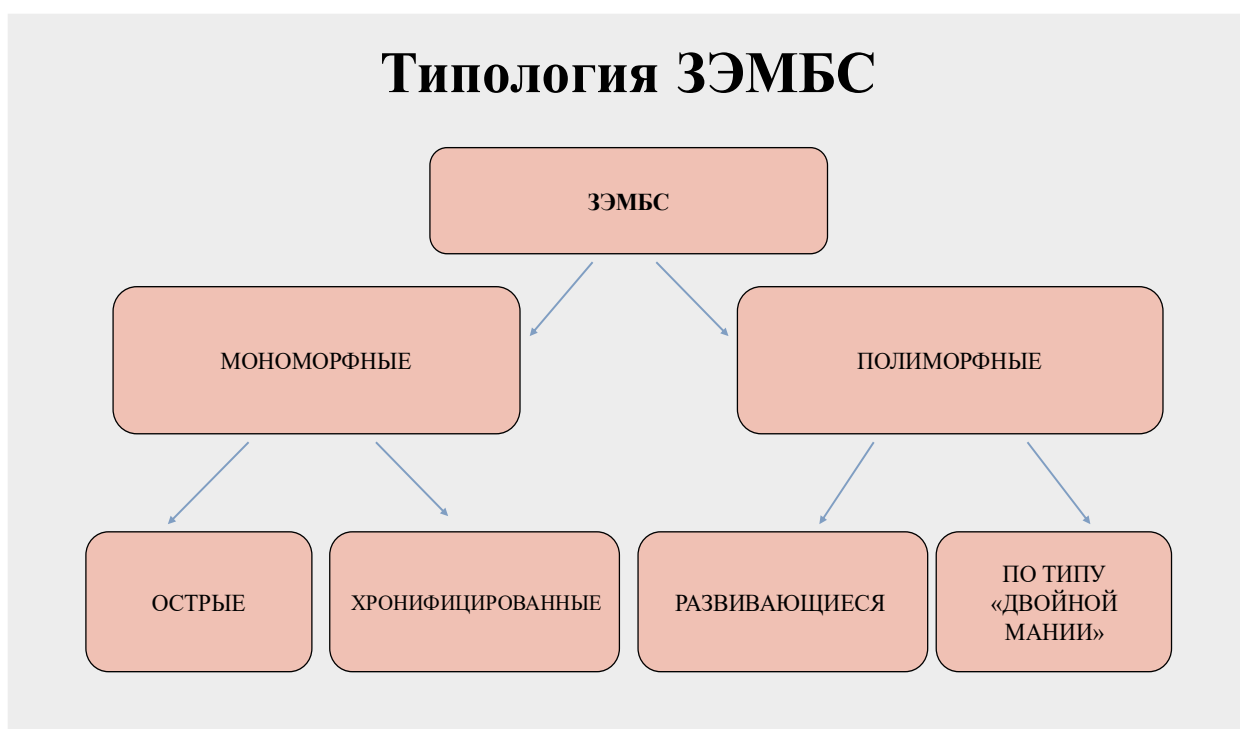 Типология ЗЭМБС
ЗЭМБС
МОНОМОРФНЫЕ
ПОЛИМОРФНЫЕ
ОСТРЫЕ
ХРОНИФИЦИРОВАННЫЕ
РАЗВИВАЮЩИЕСЯ
ПО ТИПУ
«ДВОЙНОЙ
МАНИИ»